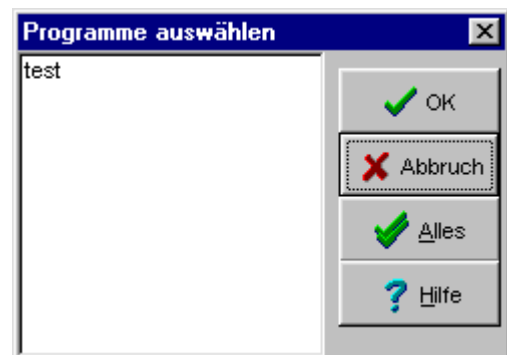 Programme auswählen
test
OK
Abbruch
Alles
Hilfe